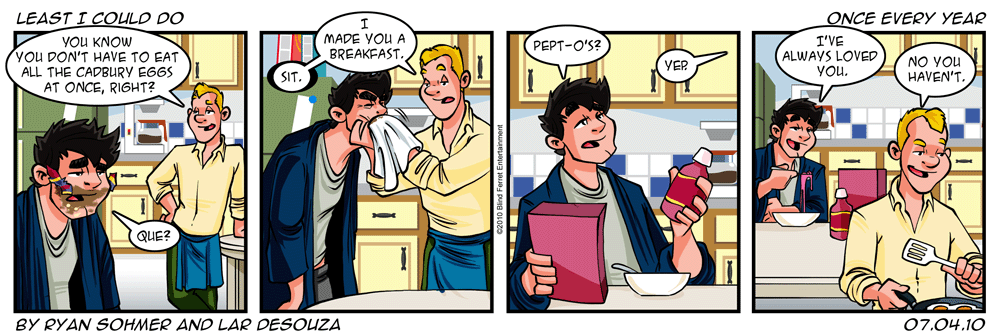 LEAST I COULD DO
ONCE EVERY YEAR
YOU KNOW
YOU DON'T HAVE TO EAT
ALL THE CADBURY EGGS
AT ONCE, RIGHT?
QUE?
I
MADE YOU A
BREAKFAST.
SIT.
©2010 Blind Ferret Entertainment
PEPT-O'S?
YEP.
I'VE
ALWAYS LOVED
YOU.
NO YOU
HAVEN'T.
BY RYAN SOHMER AND LAR DESOUZA
07.04.10